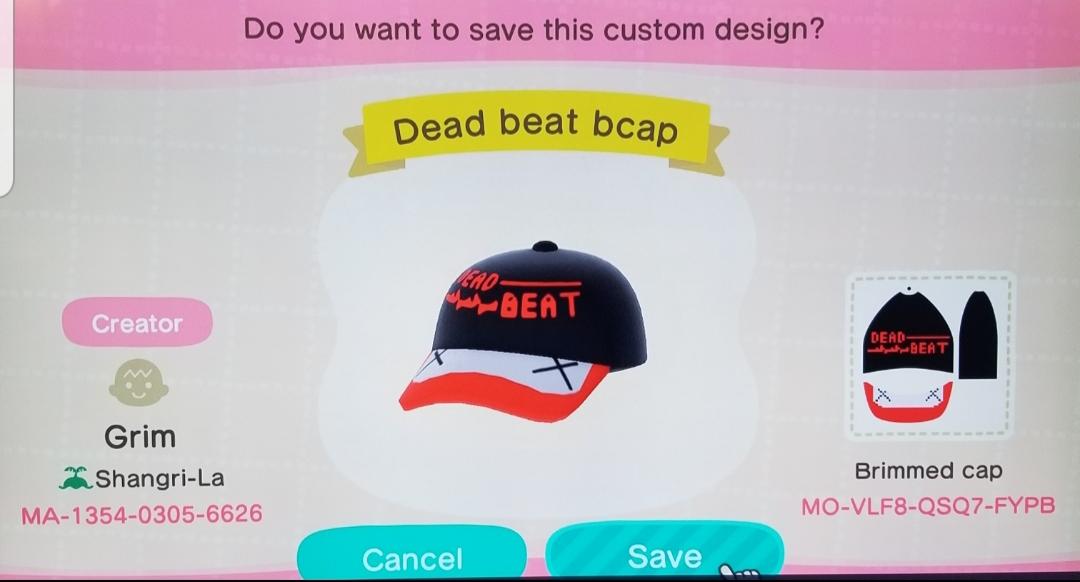 Do you want to save this custom design?
Dead beat bcap
DEAD
BEAT
Creator
Grim
Shangri-La
MA-1354-0305-6626
DEAD
BEAT
Brimmed cap
MO-VLF8-QSQ7-FYPB
Cancel
Save